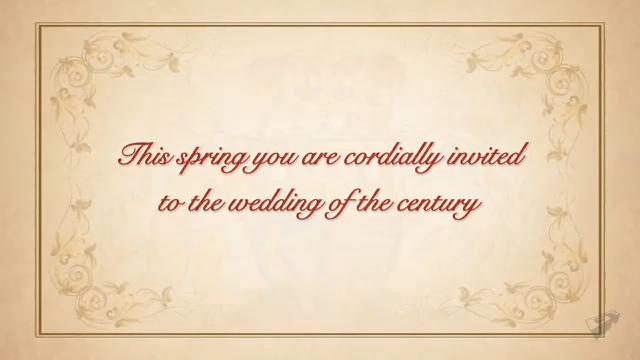 This spring you are cordially invited
to the wedding of the century